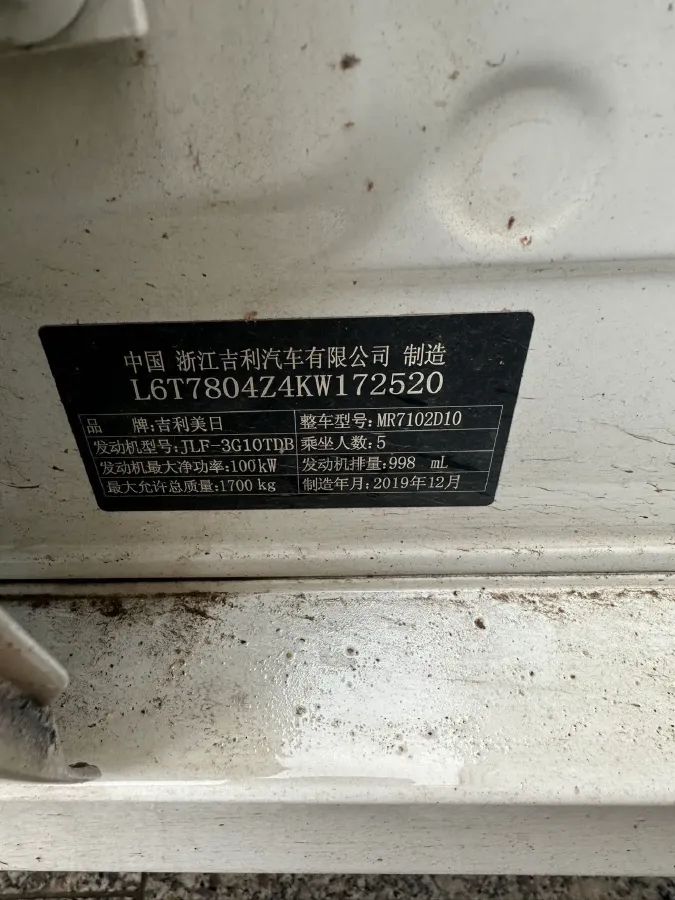 中国 浙江吉利汽车有限公司 制造
L6T7804Z4KW172520
品 牌:吉利美日 整车型号:MR7102D10
发动机型号:JLF-3G10TDB 乘坐人数:5
发动机最大净功率:100kW 发动机排量:998 mL
最大允许总质量:1700 kg 制造年月:2019年12月